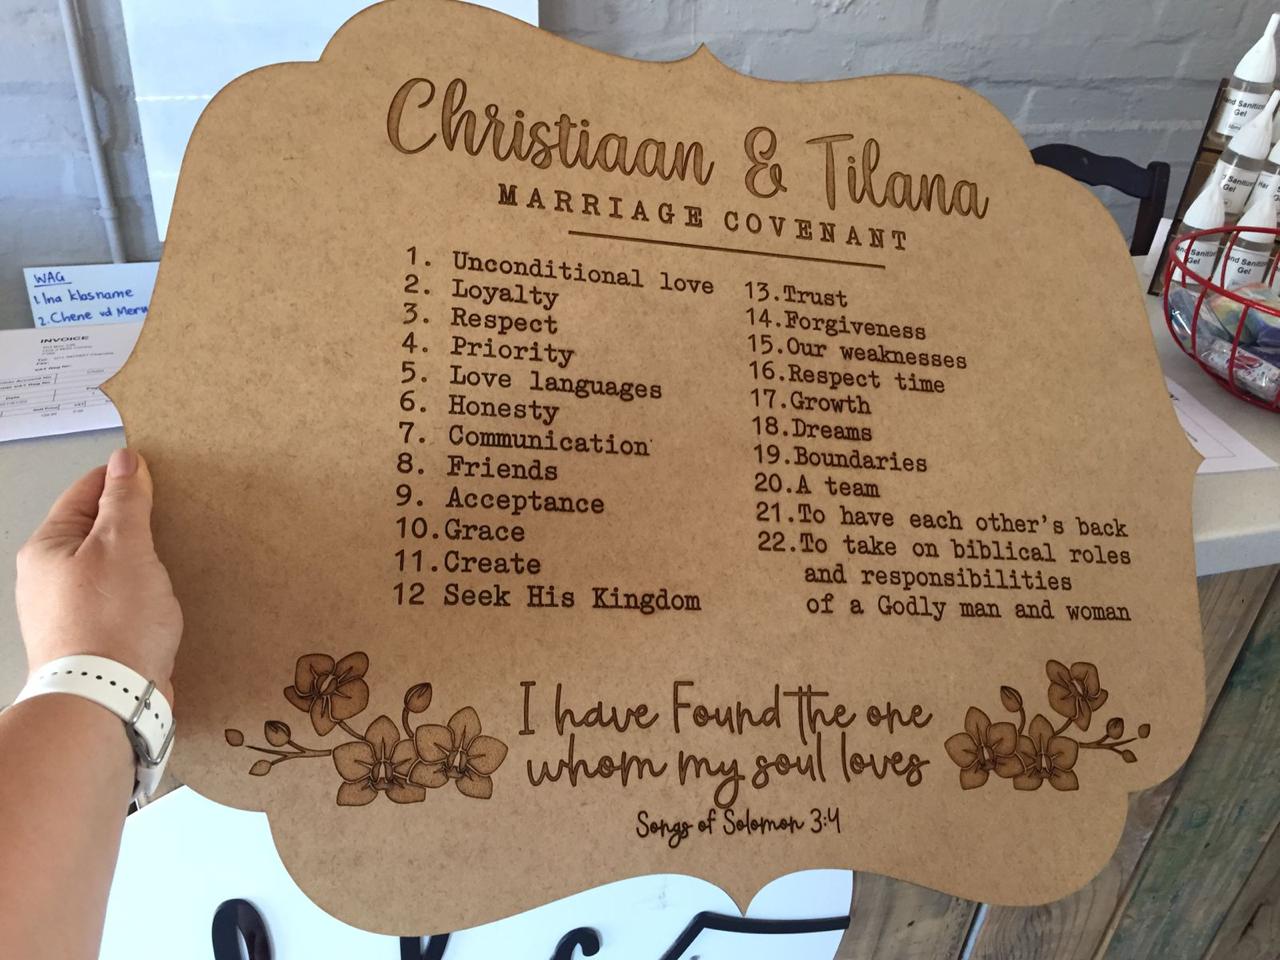 Christiaan & Tilana
MARRIAGE COVENANT
1. Unconditional love
2. Loyalty
3. Respect
4. Priority
5. Love languages
6. Honesty
7. Communication
8. Friends
9. Acceptance
10.Grace
11.Create
12 Seek His Kingdom
13.Trust
14.Forgiveness
15.Our weaknesses
16.Respect time
17.Growth
18.Dreams
19.Boundaries
20.A team
21.To have each other's back
22.To take on biblical roles
and responsibilities
of a Godly man and woman
I have Found the one
whom my soul loves
Songs of Solomon 3:4
WAG
1. Ina klasname
2. Chene vd Merw
INVOICE
Sanitizer
Gel